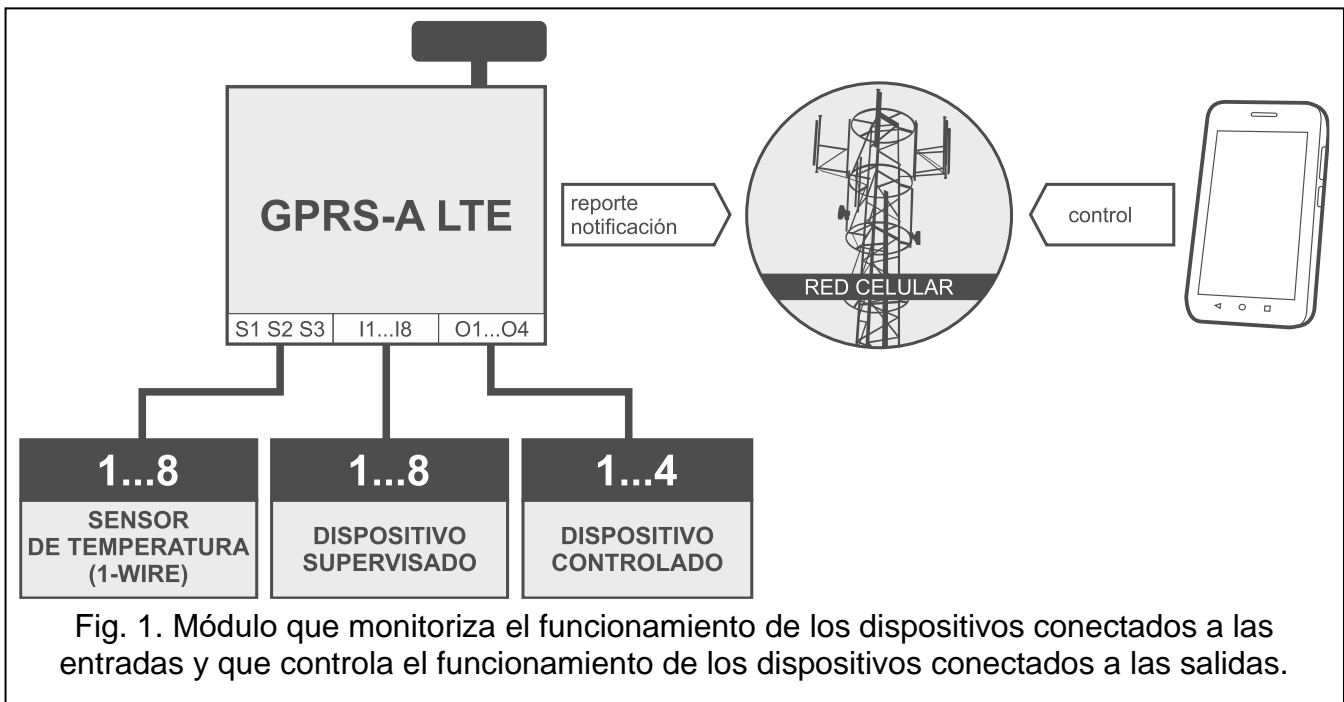 GPRS-A LTE
S1 S2 S3
I1...I8
O1...O4
reporte
notificación
RED CELULAR
control
1...8
SENSOR
DE TEMPERATURA
(1-WIRE)
1...8
DISPOSITIVO
SUPERVISADO
1...4
DISPOSITIVO
CONTROLADO
Fig. 1. Módulo que monitoriza el funcionamiento de los dispositivos conectados a las
entradas y que controla el funcionamiento de los dispositivos conectados a las salidas.